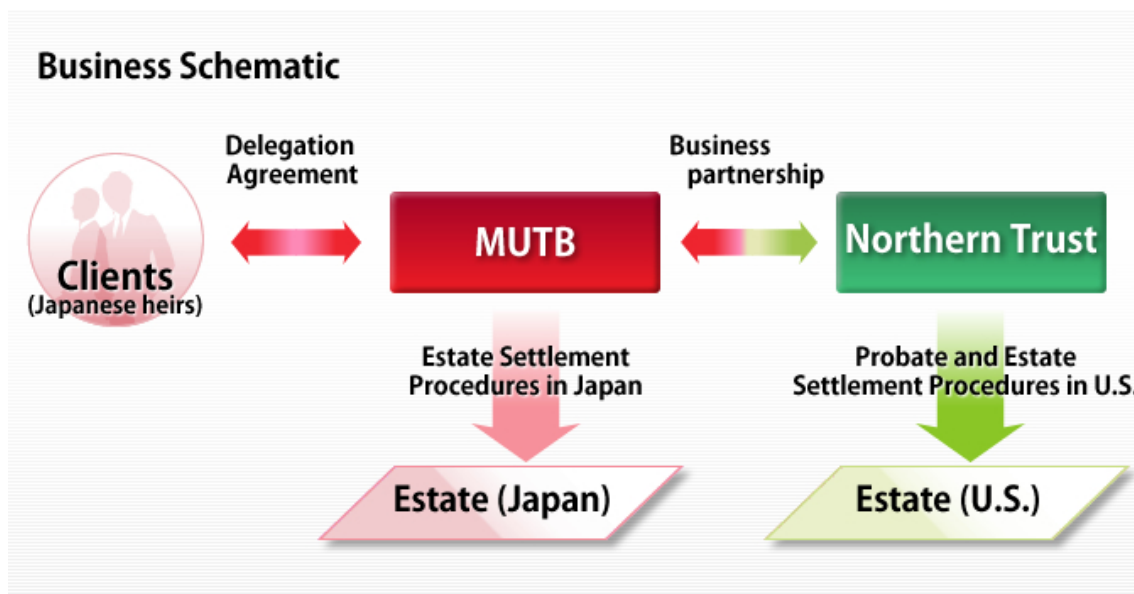 Business Schematic
Delegation
Agreement
Business
partnership
Clients
(Japanese heirs)
MUTB
Northern Trust
Estate Settlement
Procedures in Japan
Probate and Estate
Settlement Procedures in U.S.
Estate (Japan)
Estate (U.S.)